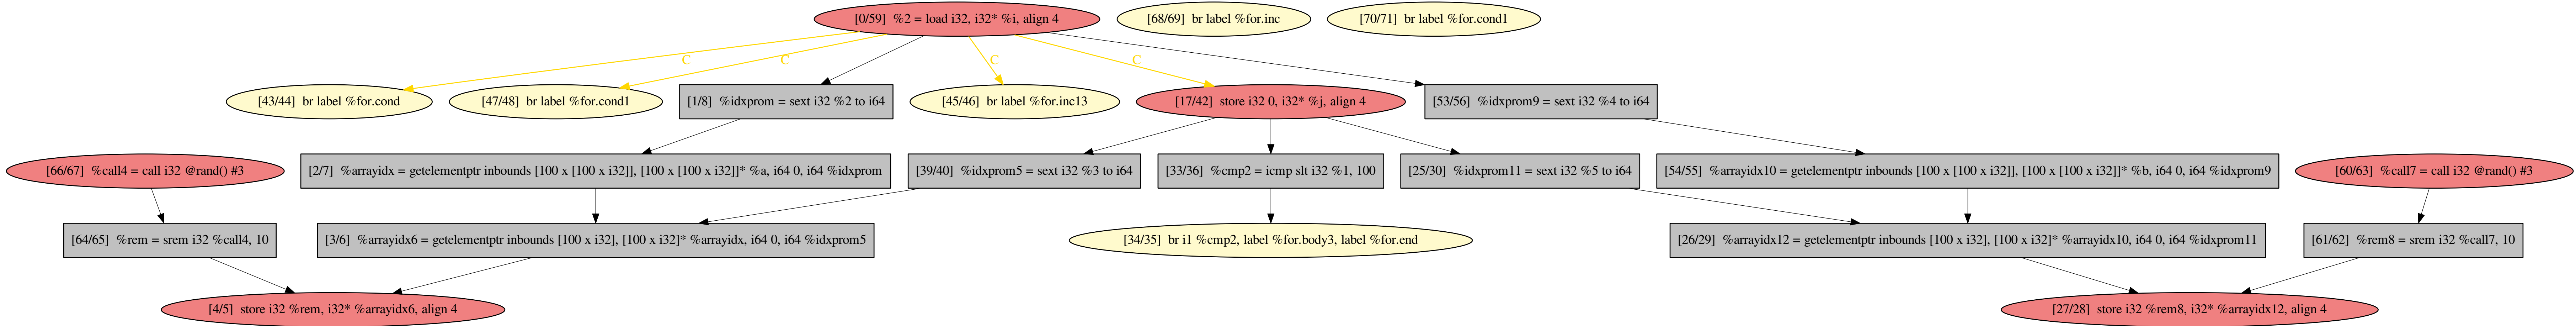 [0/59]  %2 = load i32, i32* %i, align 4
[68/69]  br label %for.inc
[70/71]  br label %for.cond1
C
C
C
C
[43/44]  br label %for.cond
[47/48]  br label %for.cond1
[1/8]  %idxprom = sext i32 %2 to i64
[45/46]  br label %for.inc13
[17/42]  store i32 0, i32* %j, align 4
[53/56]  %idxprom9 = sext i32 %4 to i64
[66/67]  %call4 = call i32 @rand() #3
[2/7]  %arrayidx = getelementptr inbounds [100 x [100 x i32]], [100 x [100 x i32]]* %a, i64 0, i64 %idxprom
[39/40]  %idxprom5 = sext i32 %3 to i64
[33/36]  %cmp2 = icmp slt i32 %1, 100
[25/30]  %idxprom11 = sext i32 %5 to i64
[54/55]  %arrayidx10 = getelementptr inbounds [100 x [100 x i32]], [100 x [100 x i32]]* %b, i64 0, i64 %idxprom9
[60/63]  %call7 = call i32 @rand() #3
[64/65]  %rem = srem i32 %call4, 10
[3/6]  %arrayidx6 = getelementptr inbounds [100 x i32], [100 x i32]* %arrayidx, i64 0, i64 %idxprom5
[34/35]  br i1 %cmp2, label %for.body3, label %for.end
[26/29]  %arrayidx12 = getelementptr inbounds [100 x i32], [100 x i32]* %arrayidx10, i64 0, i64 %idxprom11
[61/62]  %rem8 = srem i32 %call7, 10
[4/5]  store i32 %rem, i32* %arrayidx6, align 4
[27/28]  store i32 %rem8, i32* %arrayidx12, align 4